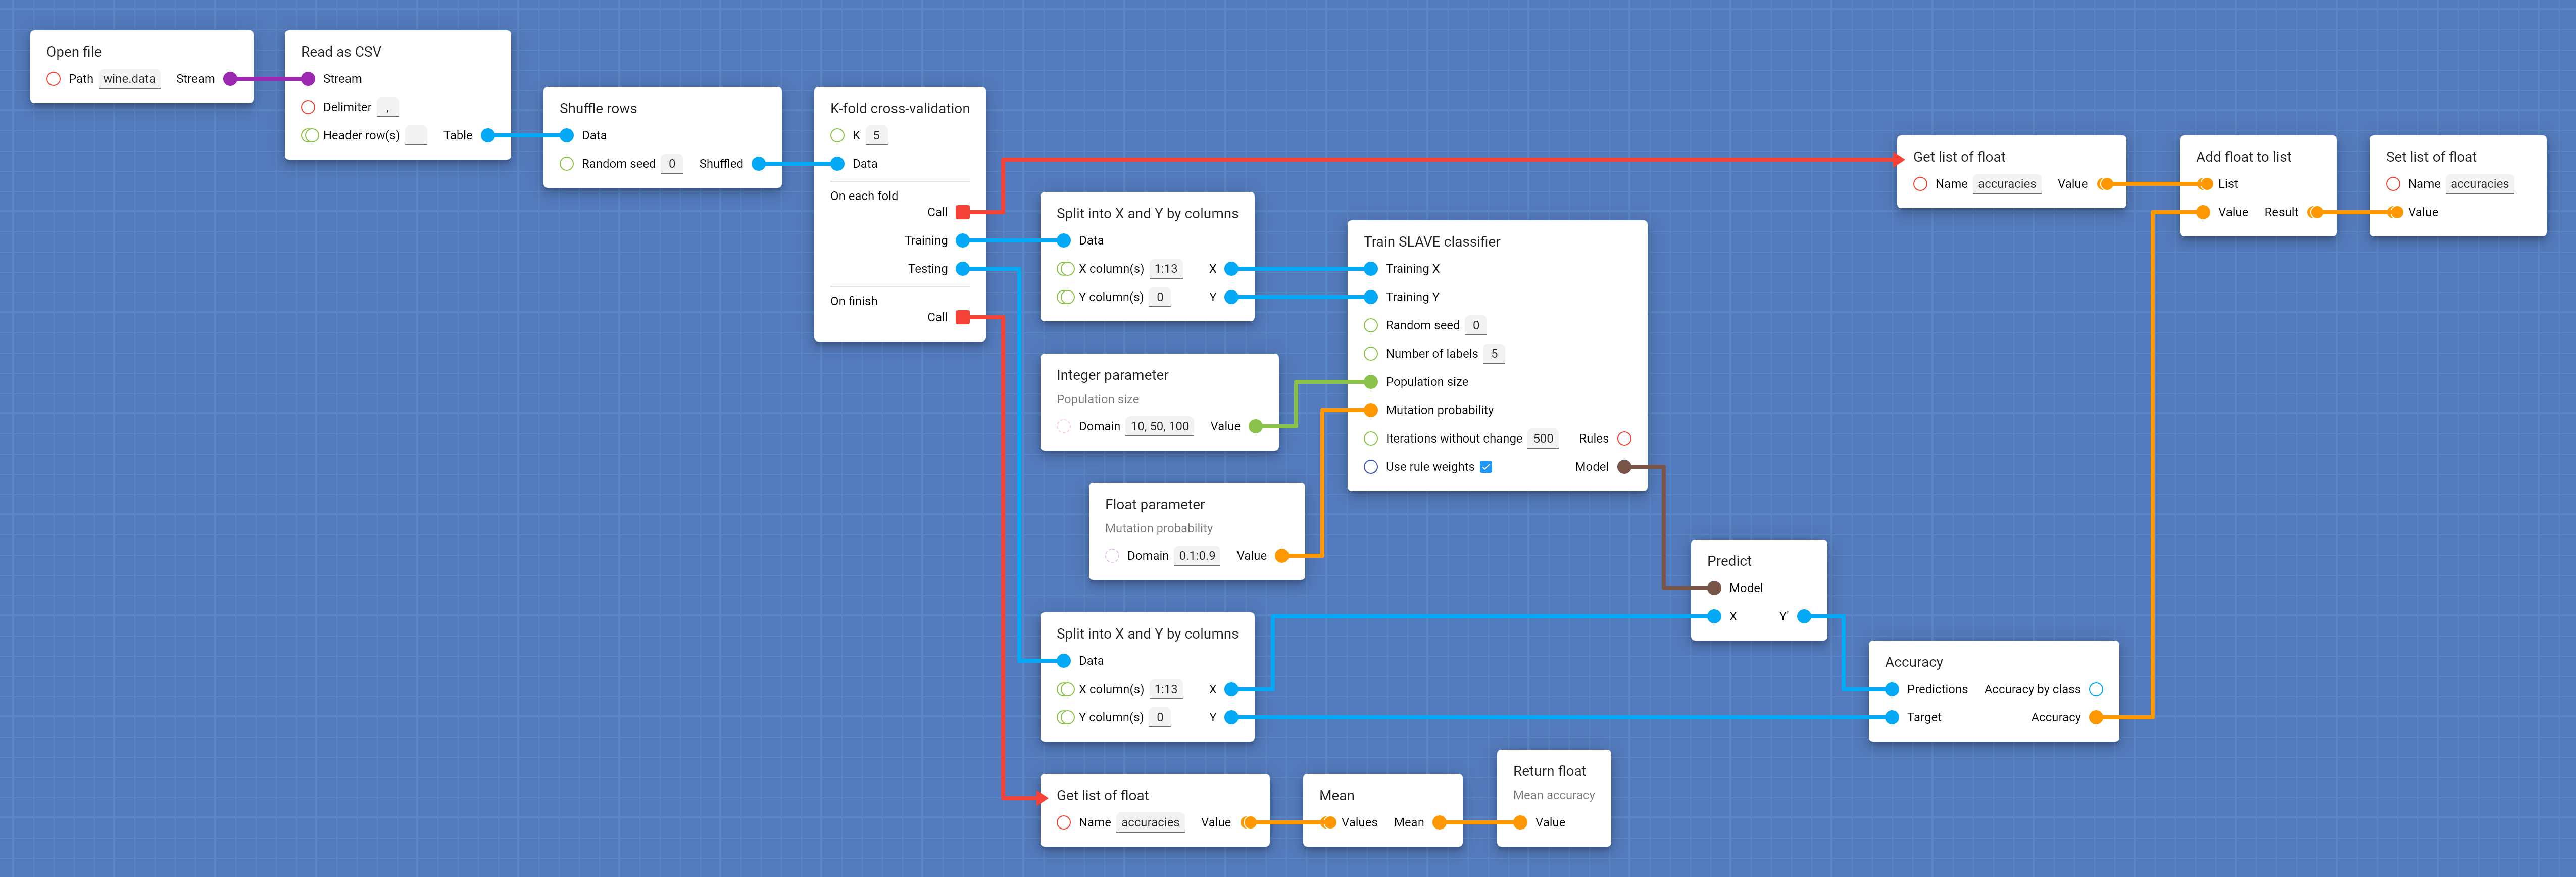 Open file
Path wine.data Stream
Read as CSV
Stream
Delimiter ,
Header row(s) Table
Shuffle rows
Data
Random seed 0 Shuffled
K-fold cross-validation
K 5
Data
On each fold
Call
Training
Testing
On finish
Call
Split into X and Y by columns
Data
X column(s) 1:13 X
Y column(s) 0 Y
Integer parameter
Population size
Domain 10, 50, 100 Value
Float parameter
Mutation probability
Domain 0.1:0.9 Value
Train SLAVE classifier
Training X
Training Y
Random seed 0
Number of labels 5
Population size
Mutation probability
Iterations without change 500 Rules
Use rule weights Model
Split into X and Y by columns
Data
X column(s) 1:13 X
Y column(s) 0 Y
Predict
Model
X Y'
Accuracy
Predictions Accuracy by class
Target Accuracy
Get list of float
Name accuracies Value
Add float to list
List
Value Result
Set list of float
Name accuracies
Value
Get list of float
Name accuracies Value
Mean
Values Mean
Return float
Mean accuracy
Value